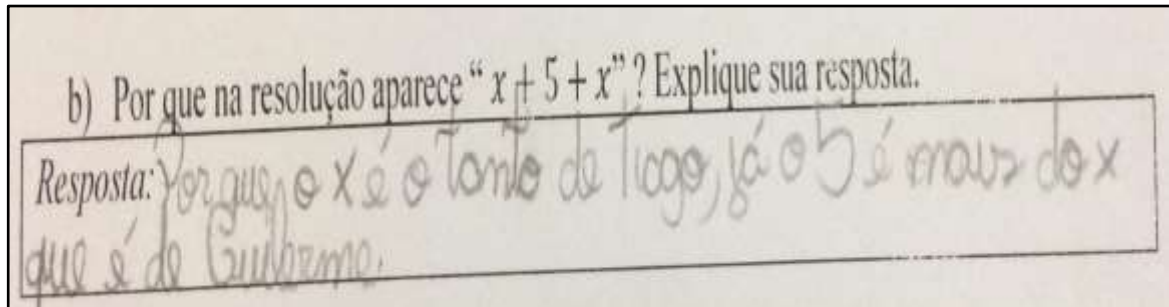 b) Por que na resolução aparece “ x + 5 + x” ? Explique sua resposta.
Resposta: Porque, o x é o tanto de Tiago, já o 5 é mais do x
que é de Guilherme.